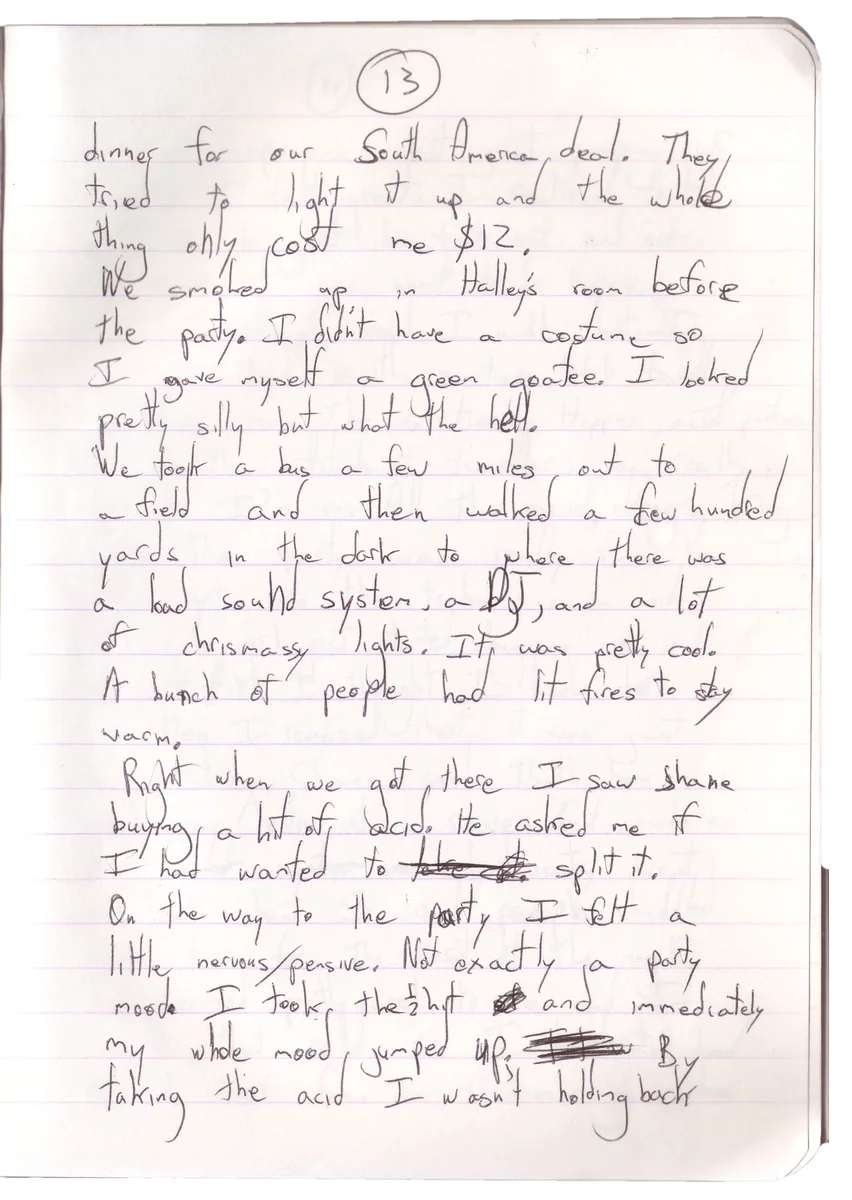 13
dinner for our South America deal. They
tried to light it up and the whole
thing only cost me $12.
We smoked up in Halley's room before
the party. I didn't have a costume so
I gave myself a green goatee. I looked
pretty silly but what the hell.
We took a bus a few miles out to
a field and then walked a few hundred
yards in the dark to where there was
a loud sound system, a DJ, and a lot
of chrismassy lights. It was pretty cool.
A bunch of people had lit fires to stay
warm.
Right when we got there I saw Shane
buying a hit of acid. He asked me if
I had wanted to split it.
On the way to the party I felt a
little nervous/pensive. Not exactly a party
mood. I took the ½ hit and immediately
my whole mood jumped up. By
taking the acid I wasn't holding back